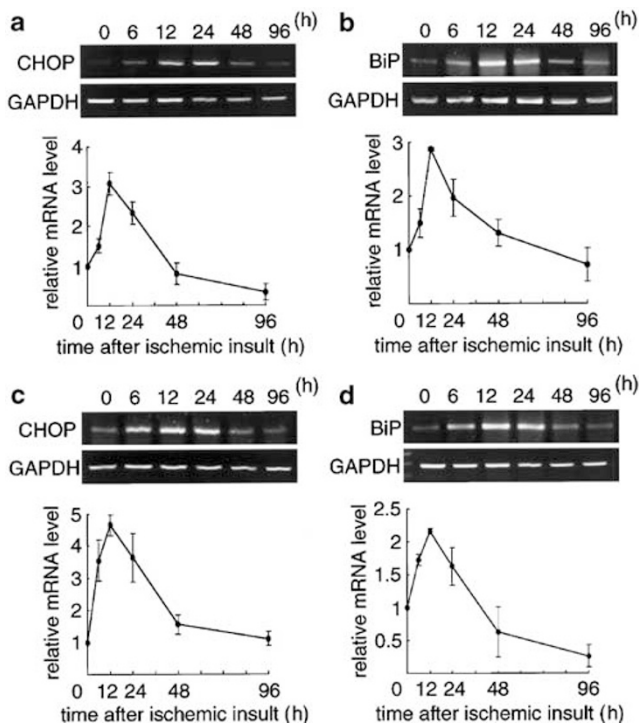 a
0 6 12 24 48 96 (h)
CHOP
GAPDH
relative mRNA level
4
3
2
1
0 12 24 48 96
time after ischemic insult (h)
b
0 6 12 24 48 96 (h)
BiP
GAPDH
relative mRNA level
3
2
1
0 12 24 48 96
time after ischemic insult (h)
c
0 6 12 24 48 96 (h)
CHOP
GAPDH
relative mRNA level
5
4
3
2
1
0 12 24 48 96
time after ischemic insult (h)
d
0 6 12 24 48 96 (h)
BiP
GAPDH
relative mRNA level
2.5
2
1.5
1
0.5
0 12 24 48 96
time after ischemic insult (h)